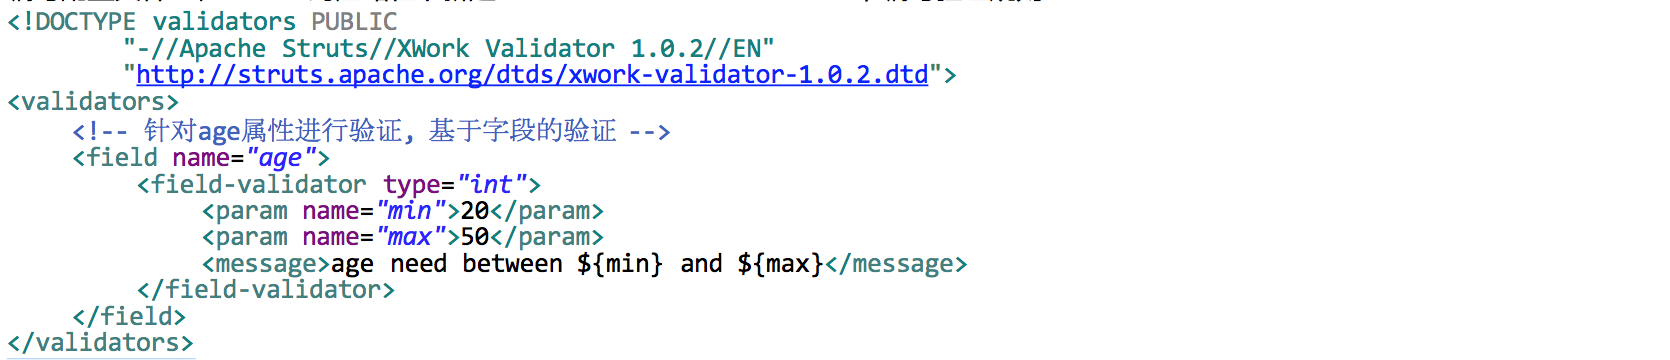 <!DOCTYPE validators PUBLIC
"-//Apache Struts//XWork Validator 1.0.2//EN"
"http://struts.apache.org/dtds/xwork-validator-1.0.2.dtd">
<validators>
<!-- 针对age属性进行验证, 基于字段的验证 -->
<field name="age">
<field-validator type="int">
<param name="min">20</param>
<param name="max">50</param>
<message>age need between ${min} and ${max}</message>
</field-validator>
</field>
</validators>